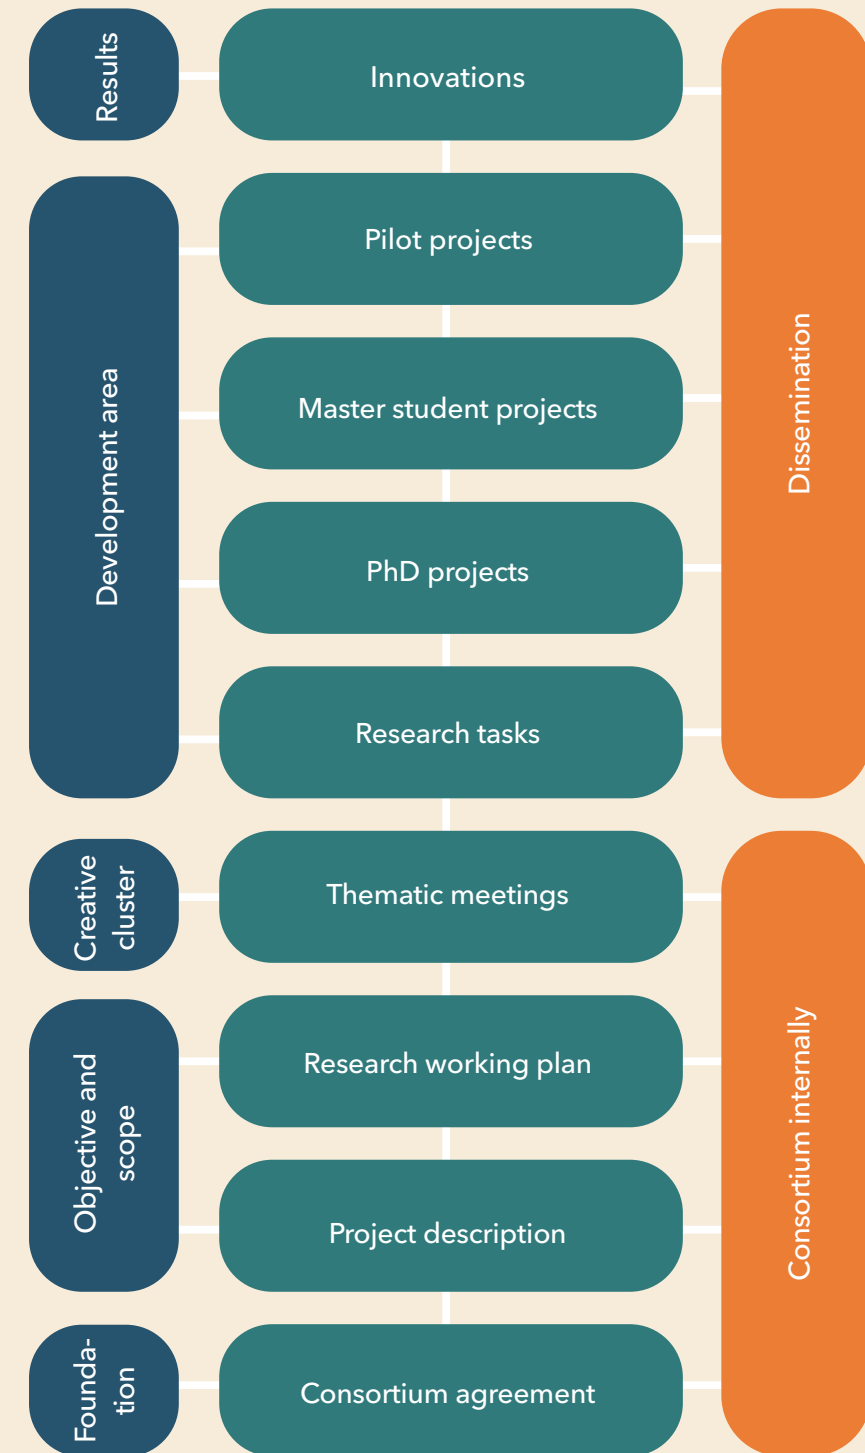 Results
Innovations
Pilot projects
Development area
Master student projects
Dissemination
PhD projects
Research tasks
Creative
cluster
Thematic meetings
Objective and
scope
Research working plan
Consortium internally
Project description
Founda-
tion
Consortium agreement